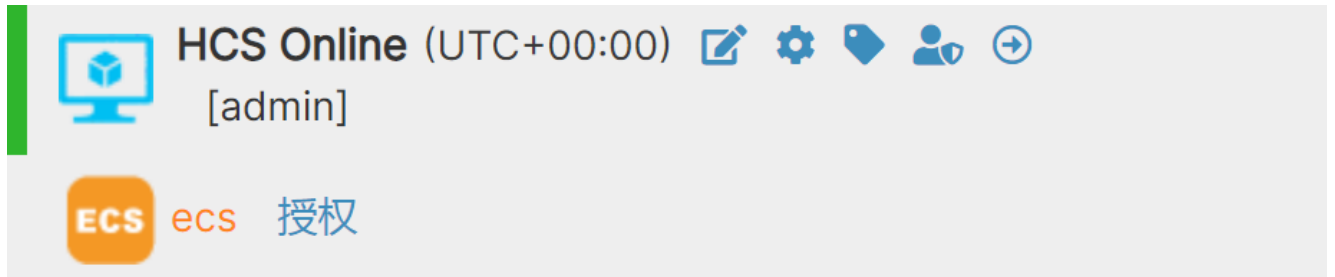 HCS Online (UTC+00:00)
[admin]
ECS ecs 授权